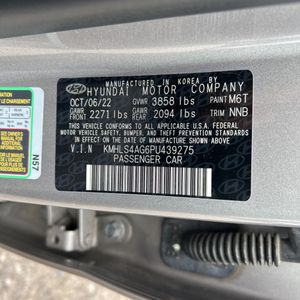 MANUFACTURED IN KOREA BY
HYUNDAI MOTOR COMPANY
OCT/06/22 GVWR 3858 lbs PAINT M6T
GAWR FRONT 2271 lbs GAWR REAR 2094 lbs TRIM NNB
THIS VEHICLE CONFORMS TO ALL APPLICABLE FEDERAL
MOTOR VEHICLE SAFETY, BUMPER, AND THEFT PREVENTION
STANDARDS IN EFFECT ON THE DATE OF MANUFACTURE
SHOWN ABOVE.
V.I.N KMHLS4AG6PU439275
PASSENGER CAR
N57